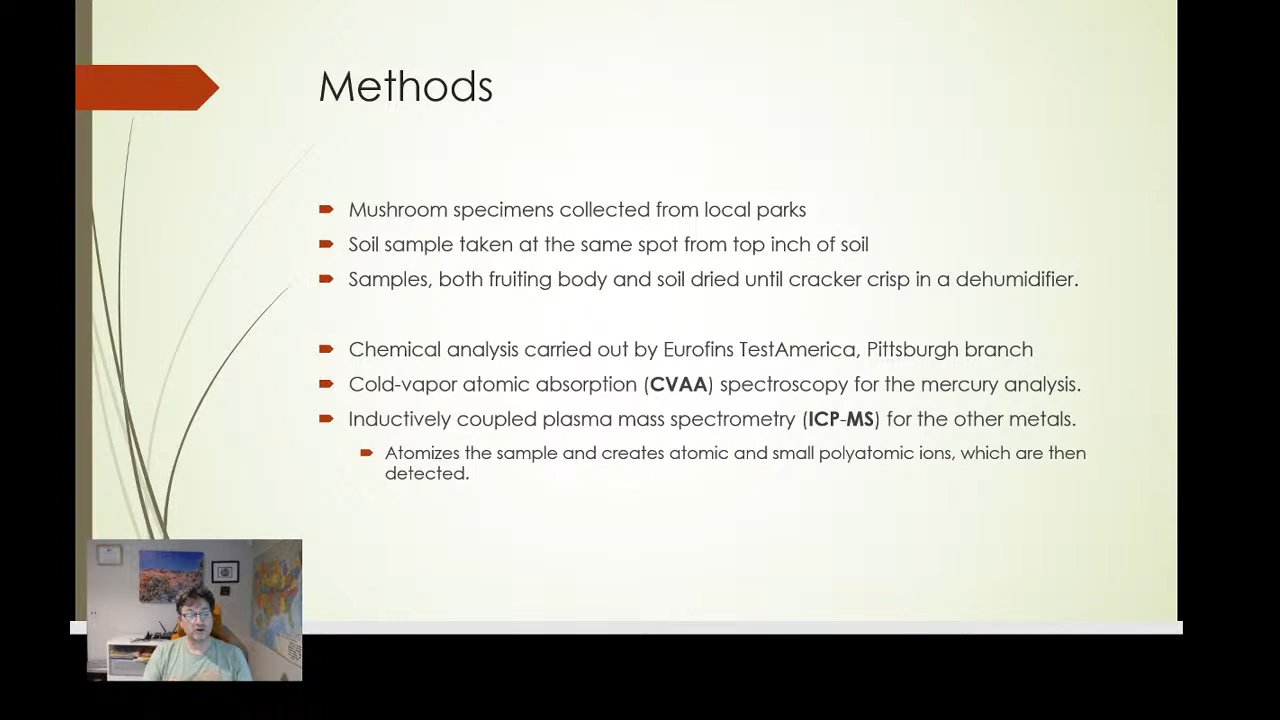 Methods
Mushroom specimens collected from local parks
Soil sample taken at the same spot from top inch of soil
Samples, both fruiting body and soil dried until cracker crisp in a dehumidifier.
Chemical analysis carried out by Eurofins TestAmerica, Pittsburgh branch
Cold-vapor atomic absorption (CVAA) spectroscopy for the mercury analysis.
Inductively coupled plasma mass spectrometry (ICP-MS) for the other metals.
Atomizes the sample and creates atomic and small polyatomic ions, which are then
detected.